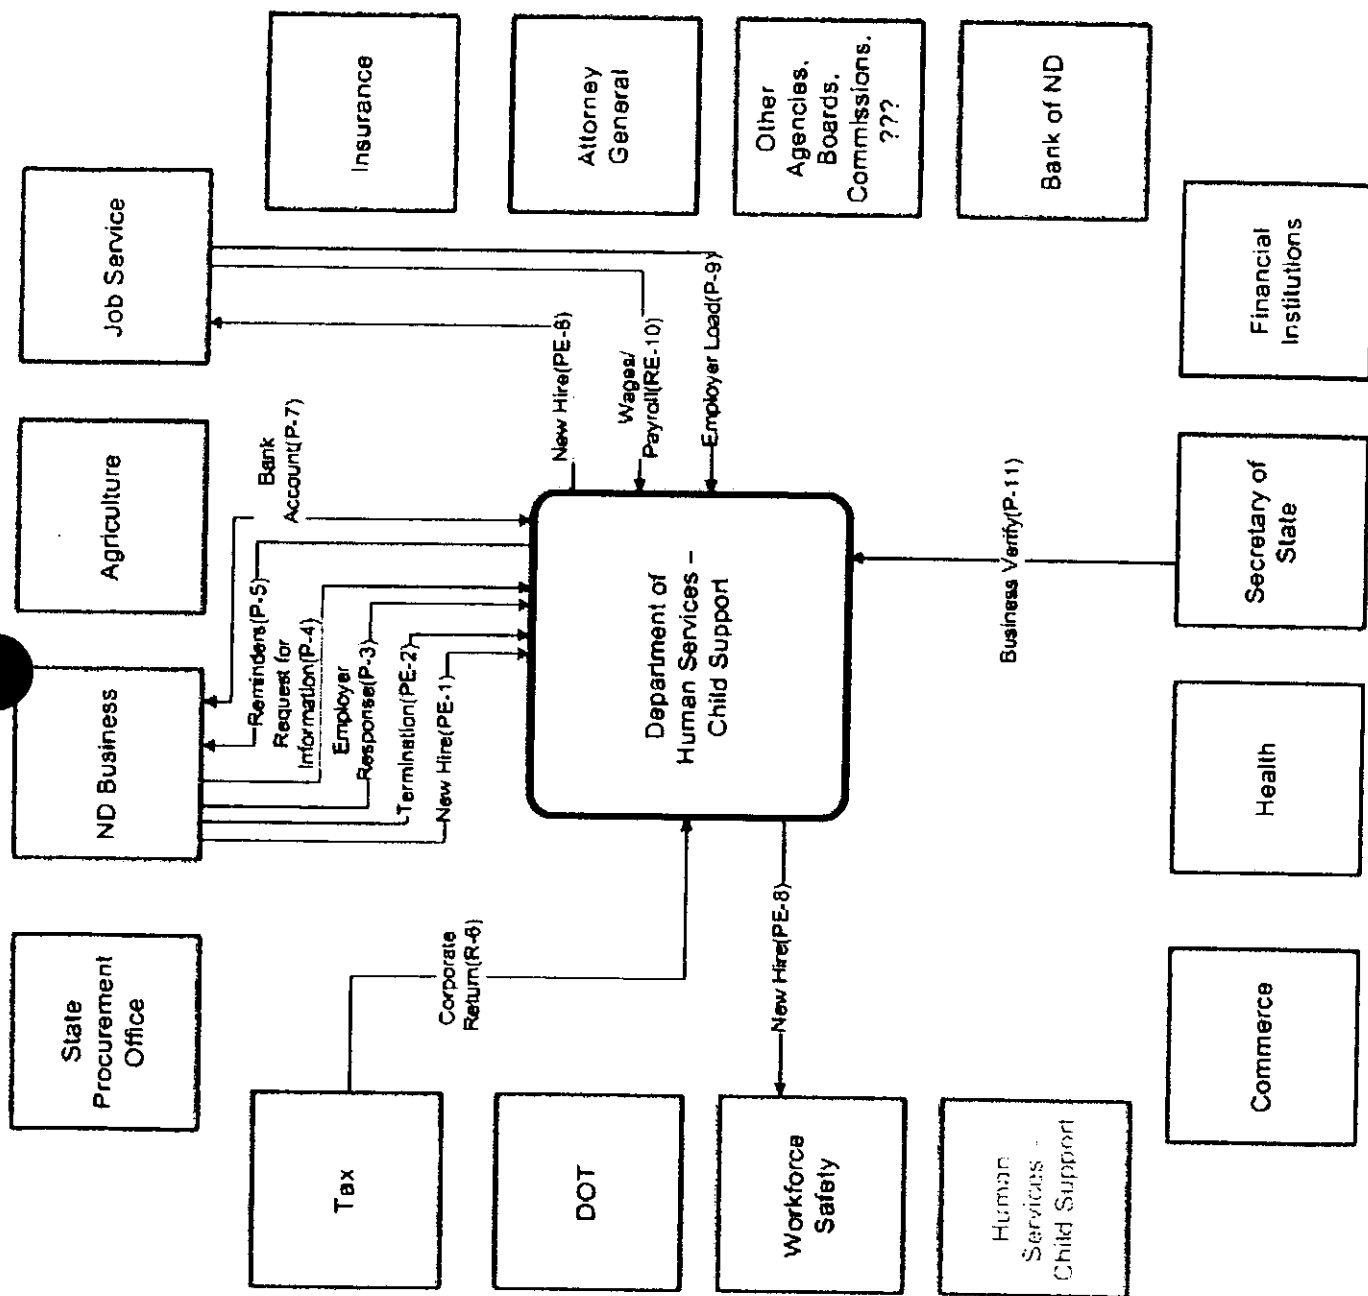 State
Procurement
Office
ND Business
Agriculture
Job Service
Tax
Insurance
Reminders(P-5)
Bank
Account(P-7)
Request for
Information(P-4)
Employer
Response(P-3)
Termination(PE-2)
New Hire(PE-1)
Corporate
Return(R-6)
New Hire(PE-8)
Wages/
Payroll(RE-10)
Employer Load(P-9)
DOT
Attorney
General
Department of
Human Services –
Child Support
Workforce
Safety
New Hire(PE-8)
Other
Agencies.
Boards.
Commissions.
???
Human
Services -
Child Support
Business Verify(P-11)
Bank of ND
Commerce
Health
Secretary of
State
Financial
Institutions